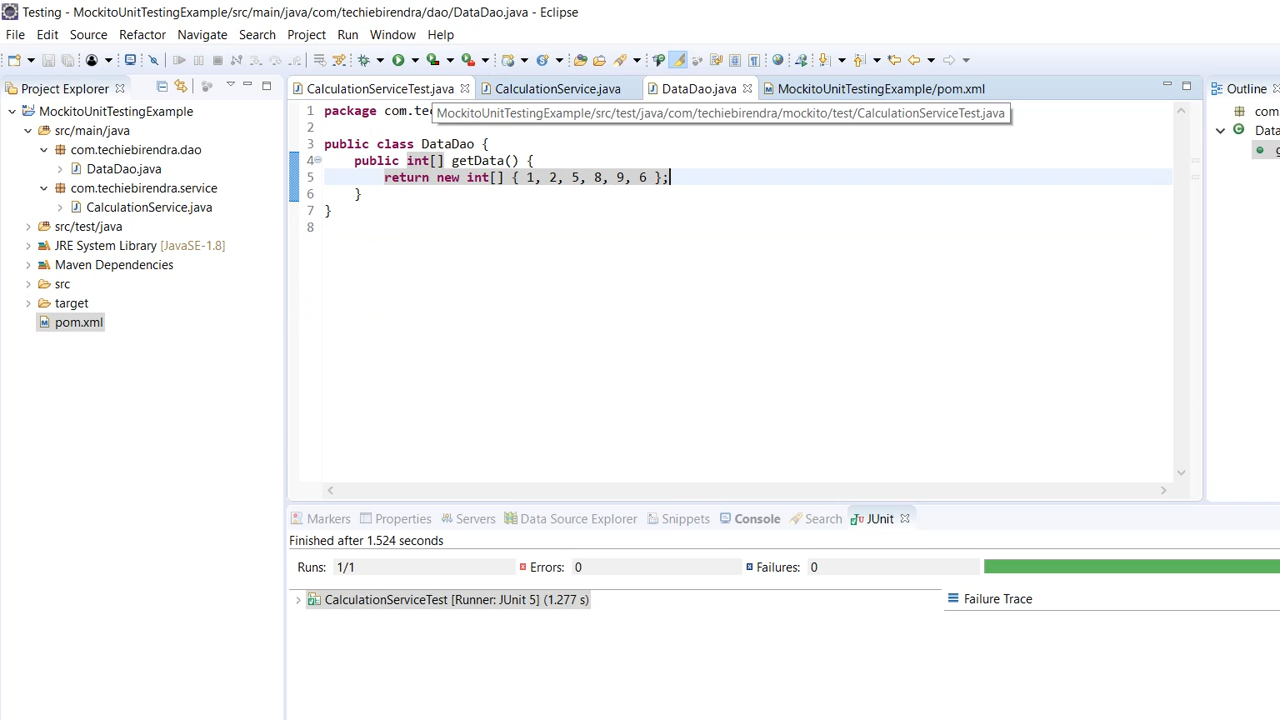 Testing - MockitoUnitTestingExample/src/main/java/com/techiebirendra/dao/DataDao.java - Eclipse
File Edit Source Refactor Navigate Search Project Run Window Help
Project Explorer
MockitoUnitTestingExample
src/main/java
com.techiebirendra.dao
DataDao.java
com.techiebirendra.service
CalculationService.java
src/test/java
JRE System Library [JavaSE-1.8]
Maven Dependencies
src
target
pom.xml
CalculationServiceTest.java CalculationService.java DataDao.java MockitoUnitTestingExample/pom.xml
MockitoUnitTestingExample/src/test/java/com/techiebirendra/mockito/test/CalculationServiceTest.java
1 package com.tec
2
3 public class DataDao {
4 public int[] getData() {
5 return new int[] { 1, 2, 5, 8, 9, 6 };
6 }
7 }
8
Outline
com.
Data
g
Markers Properties Servers Data Source Explorer Snippets Console Search JUnit
Finished after 1.524 seconds
Runs: 1/1 Errors: 0 Failures: 0
CalculationServiceTest [Runner: JUnit 5] (1.277 s)
Failure Trace